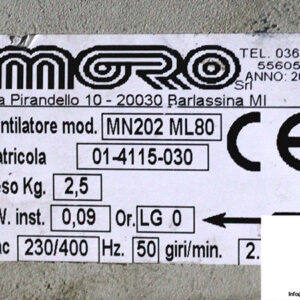 MORO Srl
TEL. 036
55605
ANNO: 20
a Pirandello 10 - 20030 Barlassina MI
ntilatore mod. MN202 ML80
atricola 01-4115-030
eso Kg. 2,5
W. inst. 0,09 Or. LG 0
ac 230/400 Hz. 50 giri/min. 2.
CE